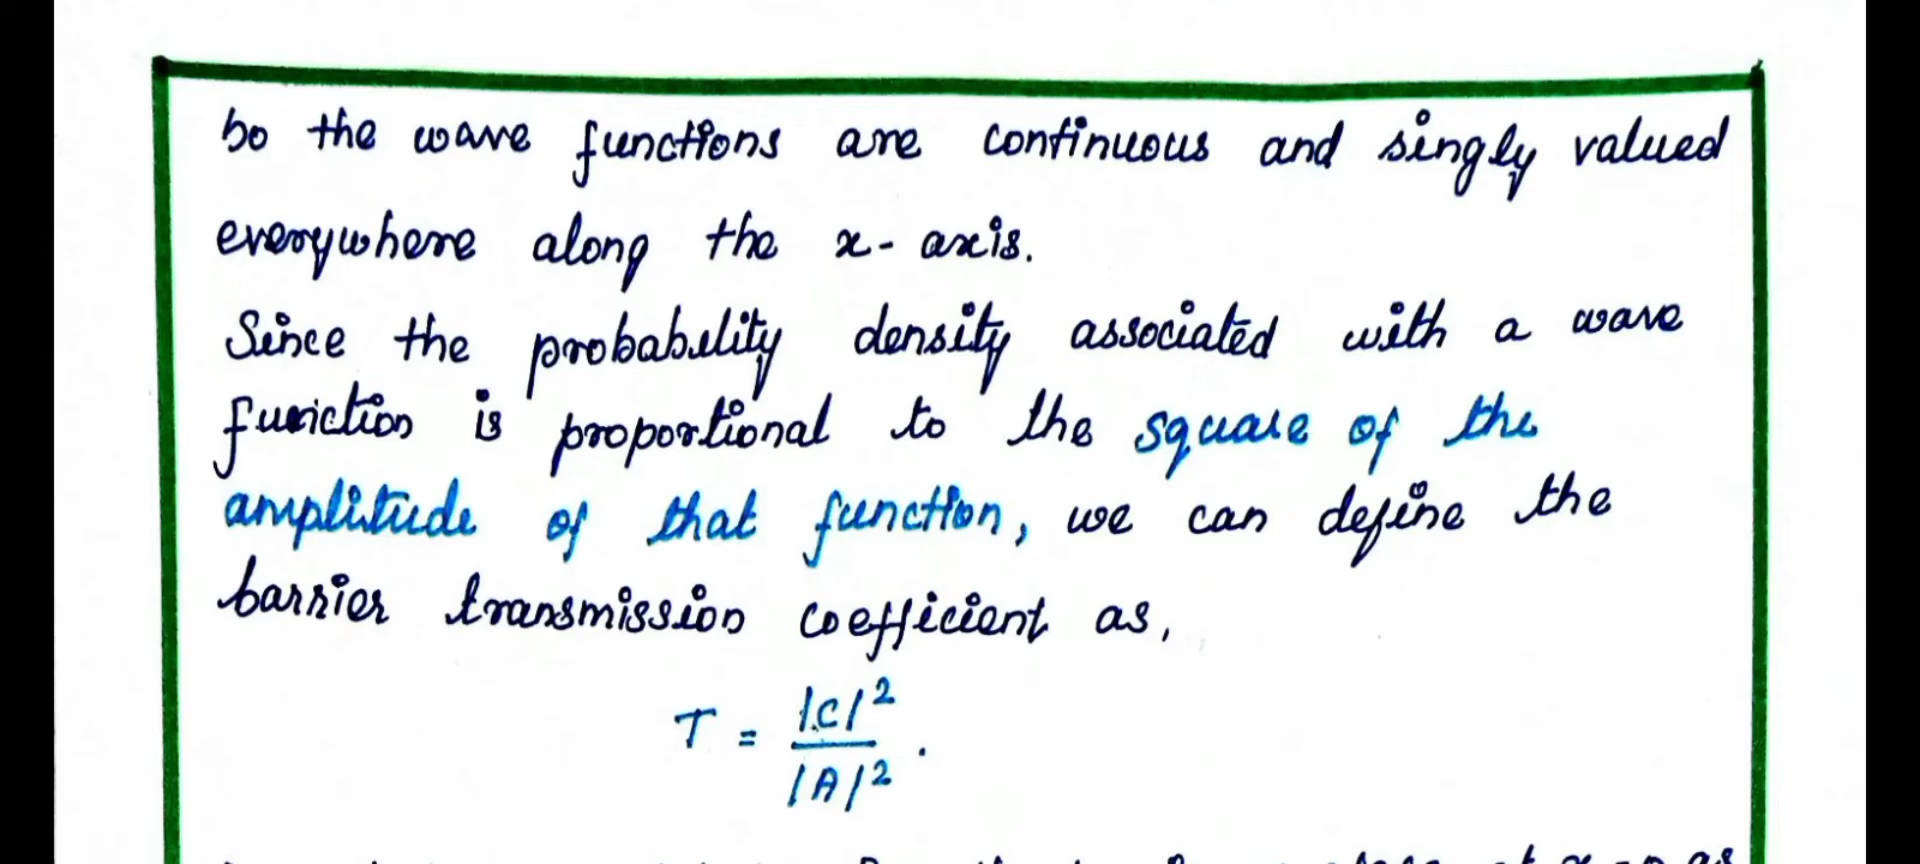 so the wave functions are continuous and singly valued
everywhere along the x-axis.
Since the probability density associated with a wave
function is proportional to the square of the
amplitude of that function, we can define the
barrier transmission coefficient as,
T = |C|²
|A|² .